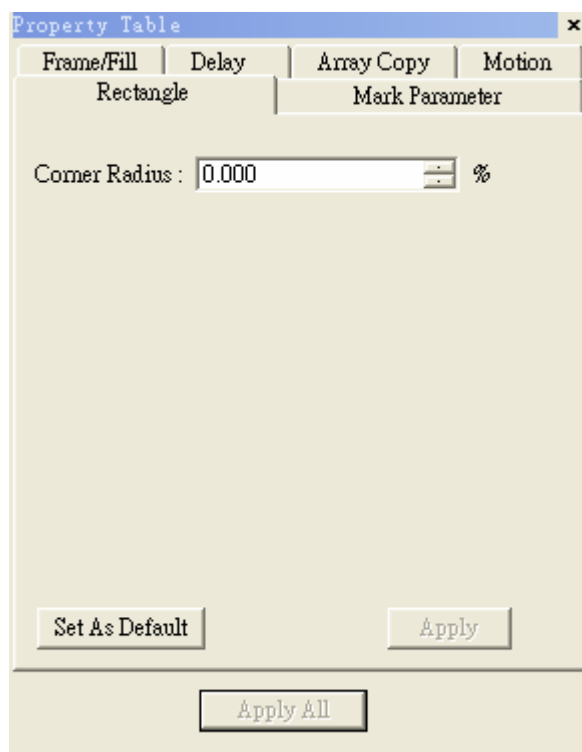 Property Table
Frame/Fill Delay Array Copy Motion
Rectangle Mark Parameter
Corner Radius : 0.000 %
Set As Default Apply
Apply All